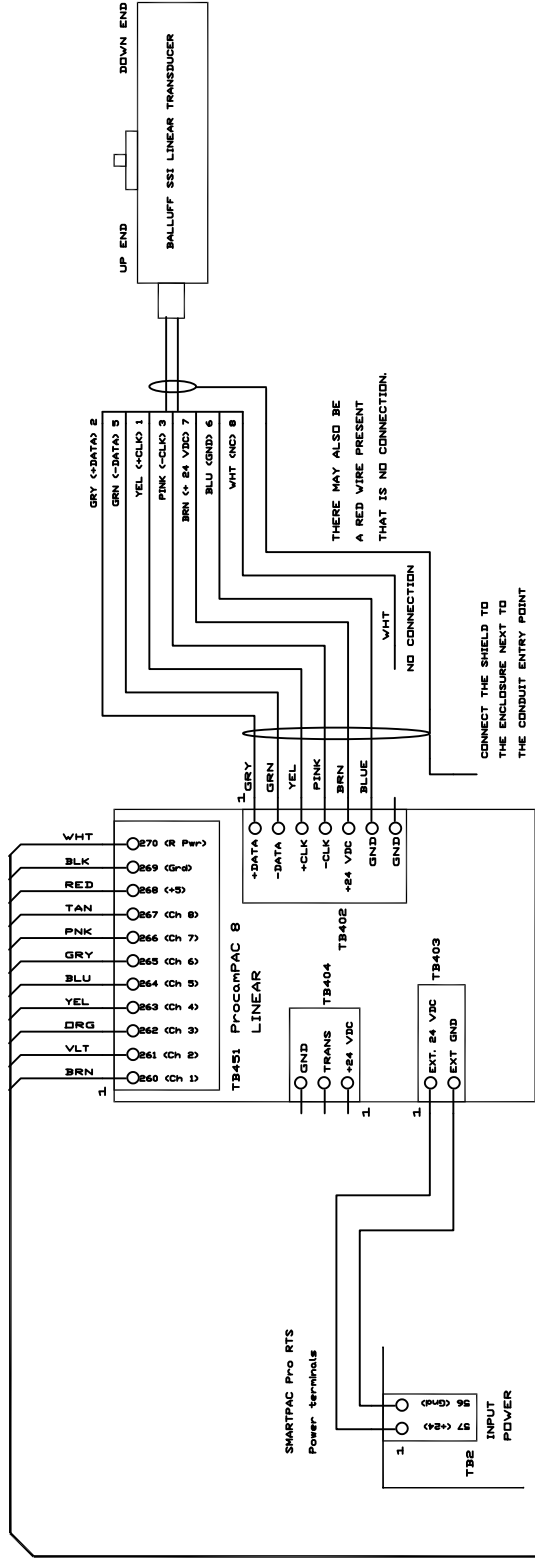 DOWN END
UP END
BALLUFF SSI LINEAR TRANSDUCER
GRY (+DATA) 2
GRN (-DATA) 5
YEL (+CLK) 1
PINK (-CLK) 3
BRN (+ 24 VDC) 7
BLU (GND) 6
WHT (NC) 8
THERE MAY ALSO BE
A RED WIRE PRESENT
THAT IS NO CONNECTION.
WHT
NO CONNECTION
CONNECT THE SHIELD TO
THE ENCLOSURE NEXT TO
THE CONDUIT ENTRY POINT
1
GRY
GRN
YEL
PINK
BRN
BLUE
+DATA
-DATA
+CLK
-CLK
+24 VDC
GND
GND
TB402
WHT
BLK
RED
TAN
PNK
GRY
BLU
YEL
ORG
VLT
BRN
270 (R Pwr)
269 (Grd)
268 (+5)
267 (Ch 8)
266 (Ch 7)
265 (Ch 6)
264 (Ch 5)
263 (Ch 4)
262 (Ch 3)
261 (Ch 2)
260 (Ch 1)
1
TB451 ProcamPAC 8
LINEAR
TB404
GND
TRANS
+24 VDC
1
TB403
EXT. 24 VDC
EXT GND
1
SMARTPAC Pro RTS
Power terminals
56 (Gnd)
57 (+24)
1
TB2
INPUT
POWER